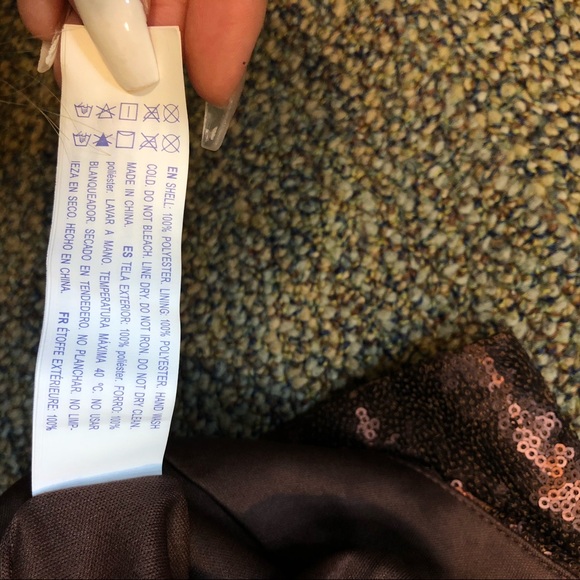 EN SHELL: 100% POLYESTER. LINING: 100% POLYESTER. HAND WASH
COLD. DO NOT BLEACH. LINE DRY. DO NOT IRON. DO NOT DRY CLEAN.
MADE IN CHINA. ES TELA EXTERIOR: 100% poliéster. FORRO: 100%
poliéster. LAVAR A MANO, TEMPERATURA MÁXIMA 40 °C. NO USAR
BLANQUEADOR. SECADO EN TENDEDERO. NO PLANCHAR. NO LIMP-
IEZA EN SECO. HECHO EN CHINA. FR ÉTOFFE EXTÉRIEURE: 100%